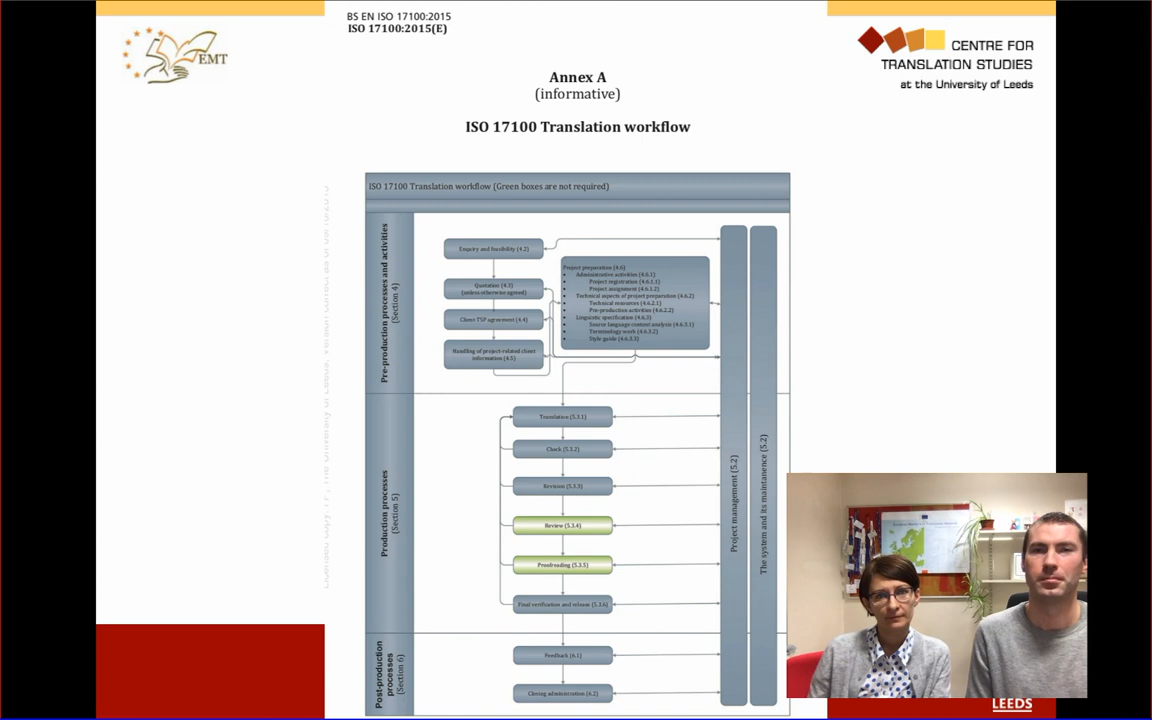 BS EN ISO 17100:2015
ISO 17100:2015(E)
EMT
CENTRE FOR
TRANSLATION STUDIES
at the University of Leeds
Annex A
(informative)
ISO 17100 Translation workflow
ISO 17100 Translation workflow (Green boxes are not required)
Pre-production processes and activities
(Section 4)
Enquiry and feasibility (4.2)
Quotation (4.3)
(unless otherwise agreed)
Client-TSP agreement (4.4)
Handling of project-related client
information (4.5)
Project preparation (4.6)
• Administrative activities (4.6.1)
• Project registration (4.6.1.1)
• Project assignment (4.6.1.2)
• Technical aspects of project preparation (4.6.2)
• Technical resources (4.6.2.1)
• Pre-production activities (4.6.2.2)
• Linguistic specification (4.6.3)
• Source language content analysis (4.6.3.1)
• Terminology work (4.6.3.2)
• Style guide (4.6.3.3)
Production processes
(Section 5)
Translation (5.3.1)
Check (5.3.2)
Revision (5.3.3)
Review (5.3.4)
Proofreading (5.3.5)
Final verification and release (5.3.6)
Post-production
processes
(Section 6)
Feedback (6.1)
Closing administration (6.2)
Project management (5.2)
The system and its maintanence (5.2)
LEEDS